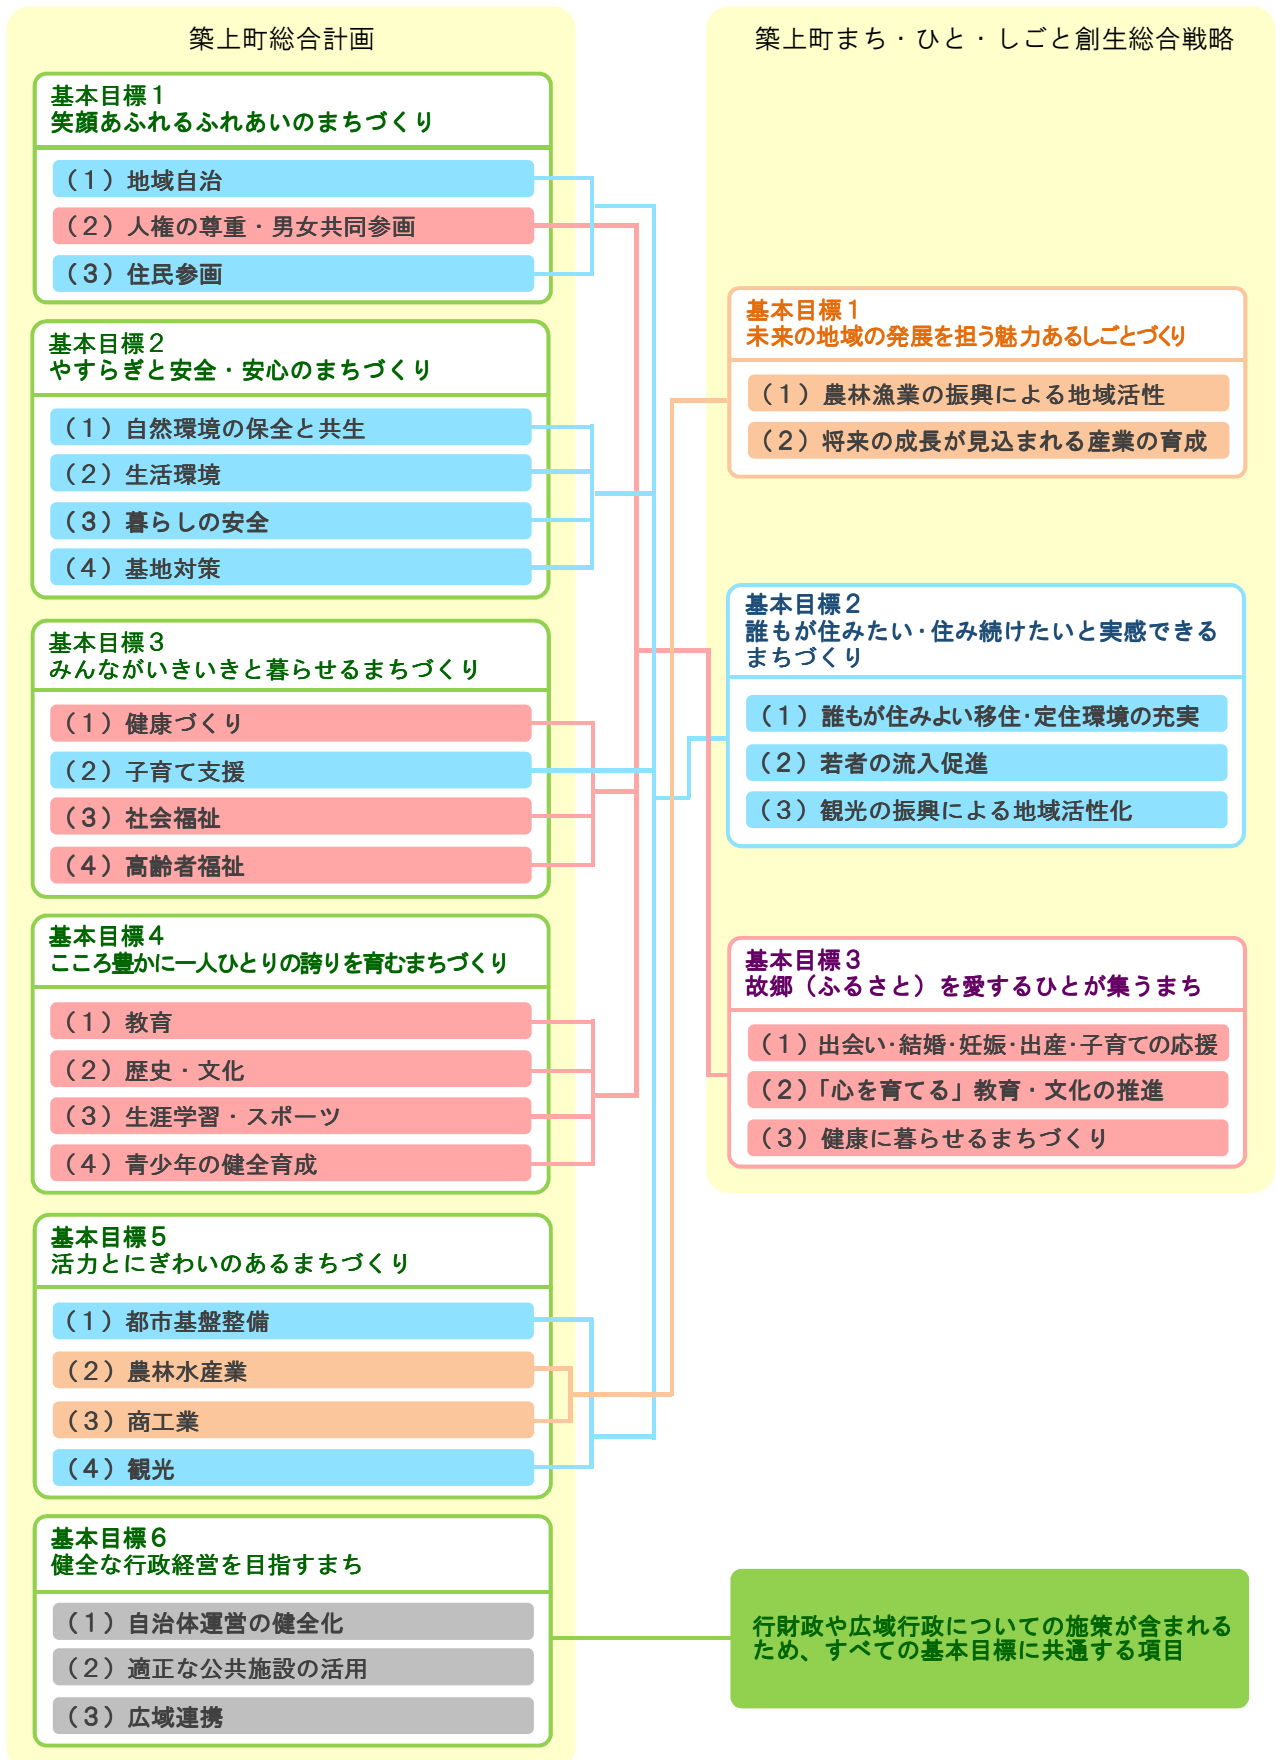 築上町総合計画
基本目標１
笑顔あふれるふれあいのまちづくり
（１）地域自治
（２）人権の尊重・男女共同参画
（３）住民参画
基本目標２
やすらぎと安全・安心のまちづくり
（１）自然環境の保全と共生
（２）生活環境
（３）暮らしの安全
（４）基地対策
基本目標３
みんながいきいきと暮らせるまちづくり
（１）健康づくり
（２）子育て支援
（３）社会福祉
（４）高齢者福祉
基本目標４
こころ豊かに一人ひとりの誇りを育むまちづくり
（１）教育
（２）歴史・文化
（３）生涯学習・スポーツ
（４）青少年の健全育成
基本目標５
活力とにぎわいのあるまちづくり
（１）都市基盤整備
（２）農林水産業
（３）商工業
（４）観光
基本目標６
健全な行政経営を目指すまち
（１）自治体運営の健全化
（２）適正な公共施設の活用
（３）広域連携
築上町まち・ひと・しごと創生総合戦略
基本目標１
未来の地域の発展を担う魅力あるしごとづくり
（１）農林漁業の振興による地域活性
（２）将来の成長が見込まれる産業の育成
基本目標２
誰もが住みたい・住み続けたいと実感できる
まちづくり
（１）誰もが住みよい移住・定住環境の充実
（２）若者の流入促進
（３）観光の振興による地域活性化
基本目標３
故郷（ふるさと）を愛するひとが集うまち
（１）出会い・結婚・妊娠・出産・子育ての応援
（２）「心を育てる」教育・文化の推進
（３）健康に暮らせるまちづくり
行財政や広域行政についての施策が含まれる
ため、すべての基本目標に共通する項目